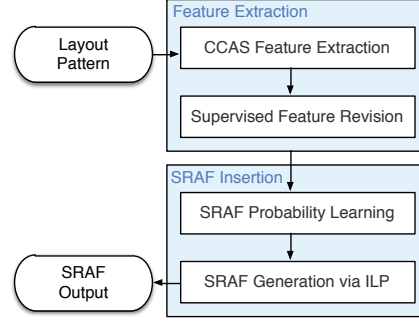 Feature Extraction
Layout
Pattern
CCAS Feature Extraction
Supervised Feature Revision
SRAF Insertion
SRAF Probability Learning
SRAF
Output
SRAF Generation via ILP